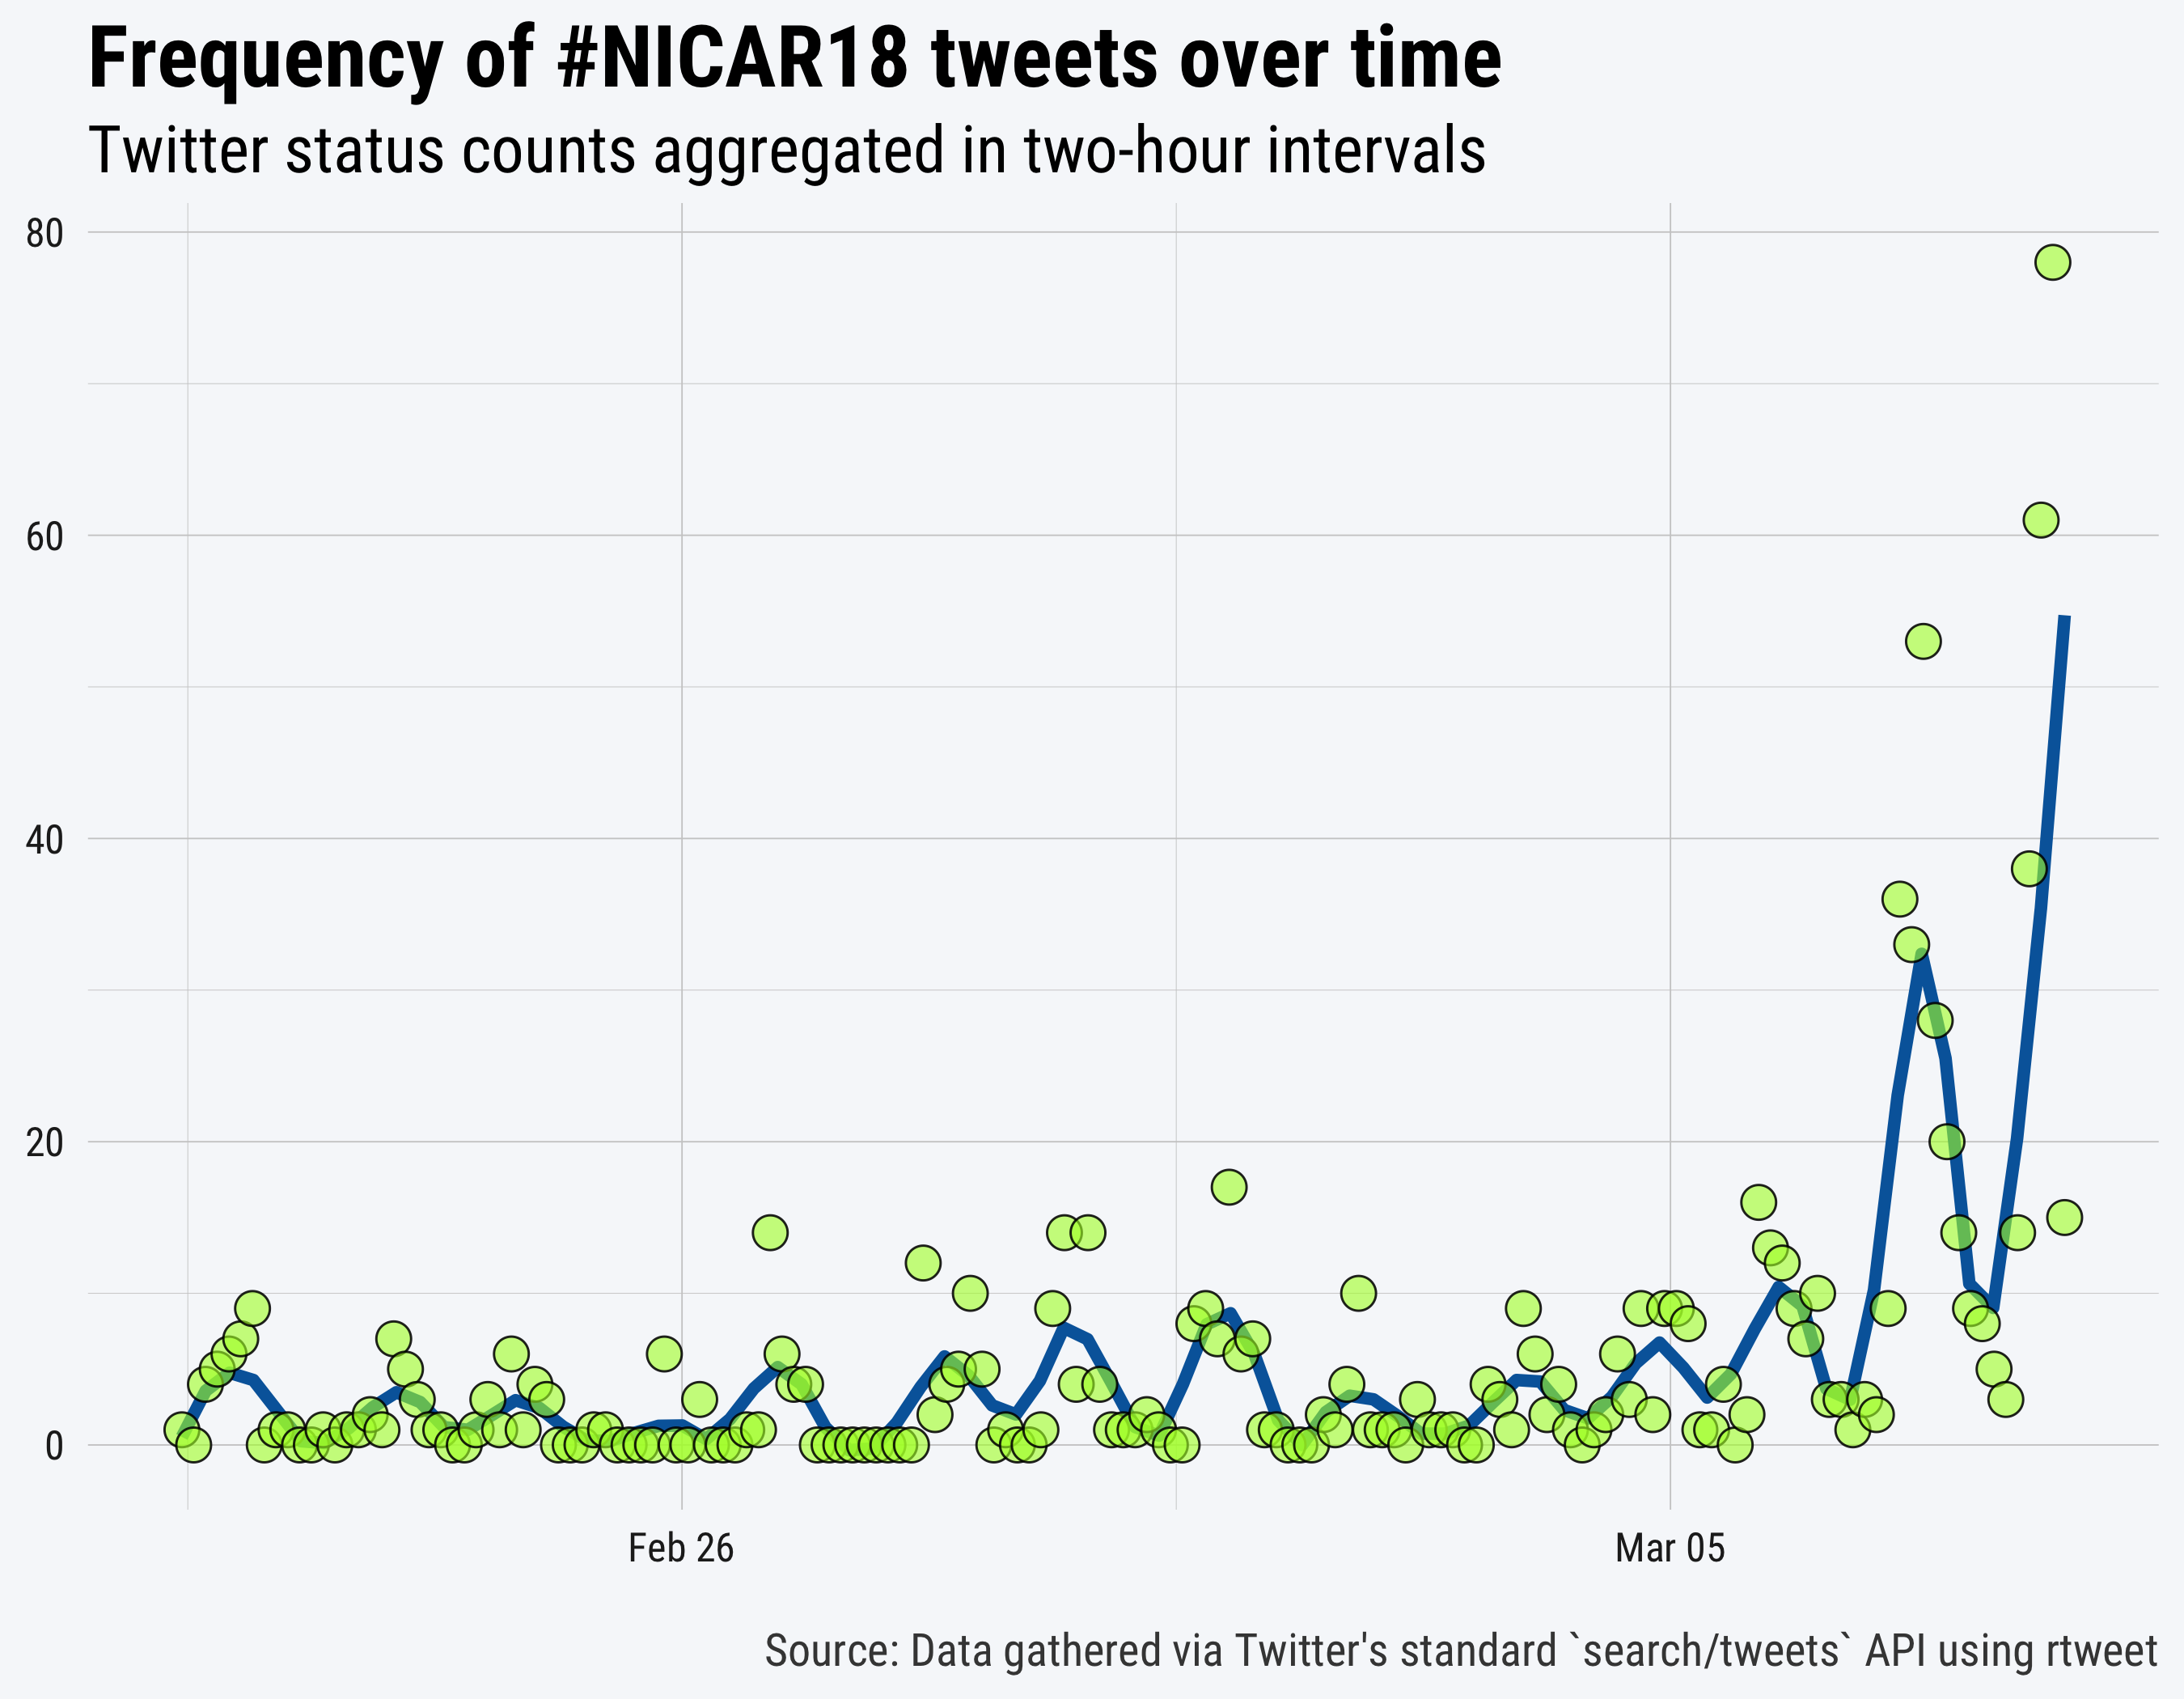 Frequency of #NICAR18 tweets over time
Twitter status counts aggregated in two-hour intervals
80
60
40
20
0
Feb 26 Mar 05
Source: Data gathered via Twitter's standard `search/tweets` API using rtweet